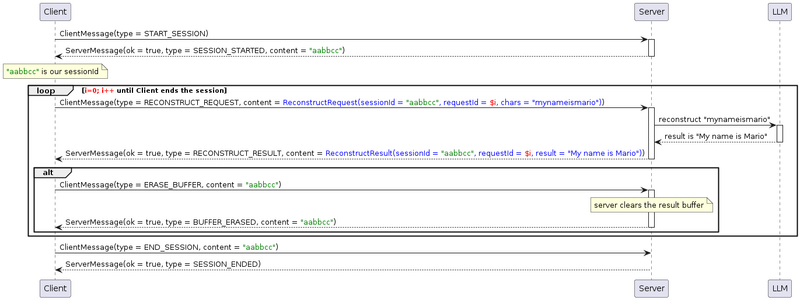 Client Server LLM
ClientMessage(type = START_SESSION)
ServerMessage(ok = true, type = SESSION_STARTED, content = "aabbcc")
"aabbcc" is our sessionId
loop [i=0; i++ until Client ends the session]
ClientMessage(type = RECONSTRUCT_REQUEST, content = ReconstructRequest(sessionId = "aabbcc", requestId = $i, chars = "mynameismario"))
reconstruct "mynameismario"
result is "My name is Mario"
ServerMessage(ok = true, type = RECONSTRUCT_RESULT, content = ReconstructResult(sessionId = "aabbcc", requestId = $i, result = "My name is Mario"))
alt
ClientMessage(type = ERASE_BUFFER, content = "aabbcc")
server clears the result buffer
ServerMessage(ok = true, type = BUFFER_ERASED, content = "aabbcc")
ClientMessage(type = END_SESSION, content = "aabbcc")
ServerMessage(ok = true, type = SESSION_ENDED)
Client Server LLM